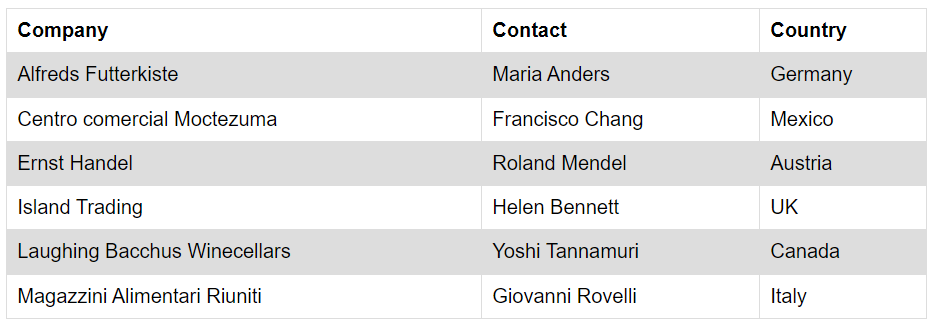 Company Contact Country
Alfreds Futterkiste Maria Anders Germany
Centro comercial Moctezuma Francisco Chang Mexico
Ernst Handel Roland Mendel Austria
Island Trading Helen Bennett UK
Laughing Bacchus Winecellars Yoshi Tannamuri Canada
Magazzini Alimentari Riuniti Giovanni Rovelli Italy